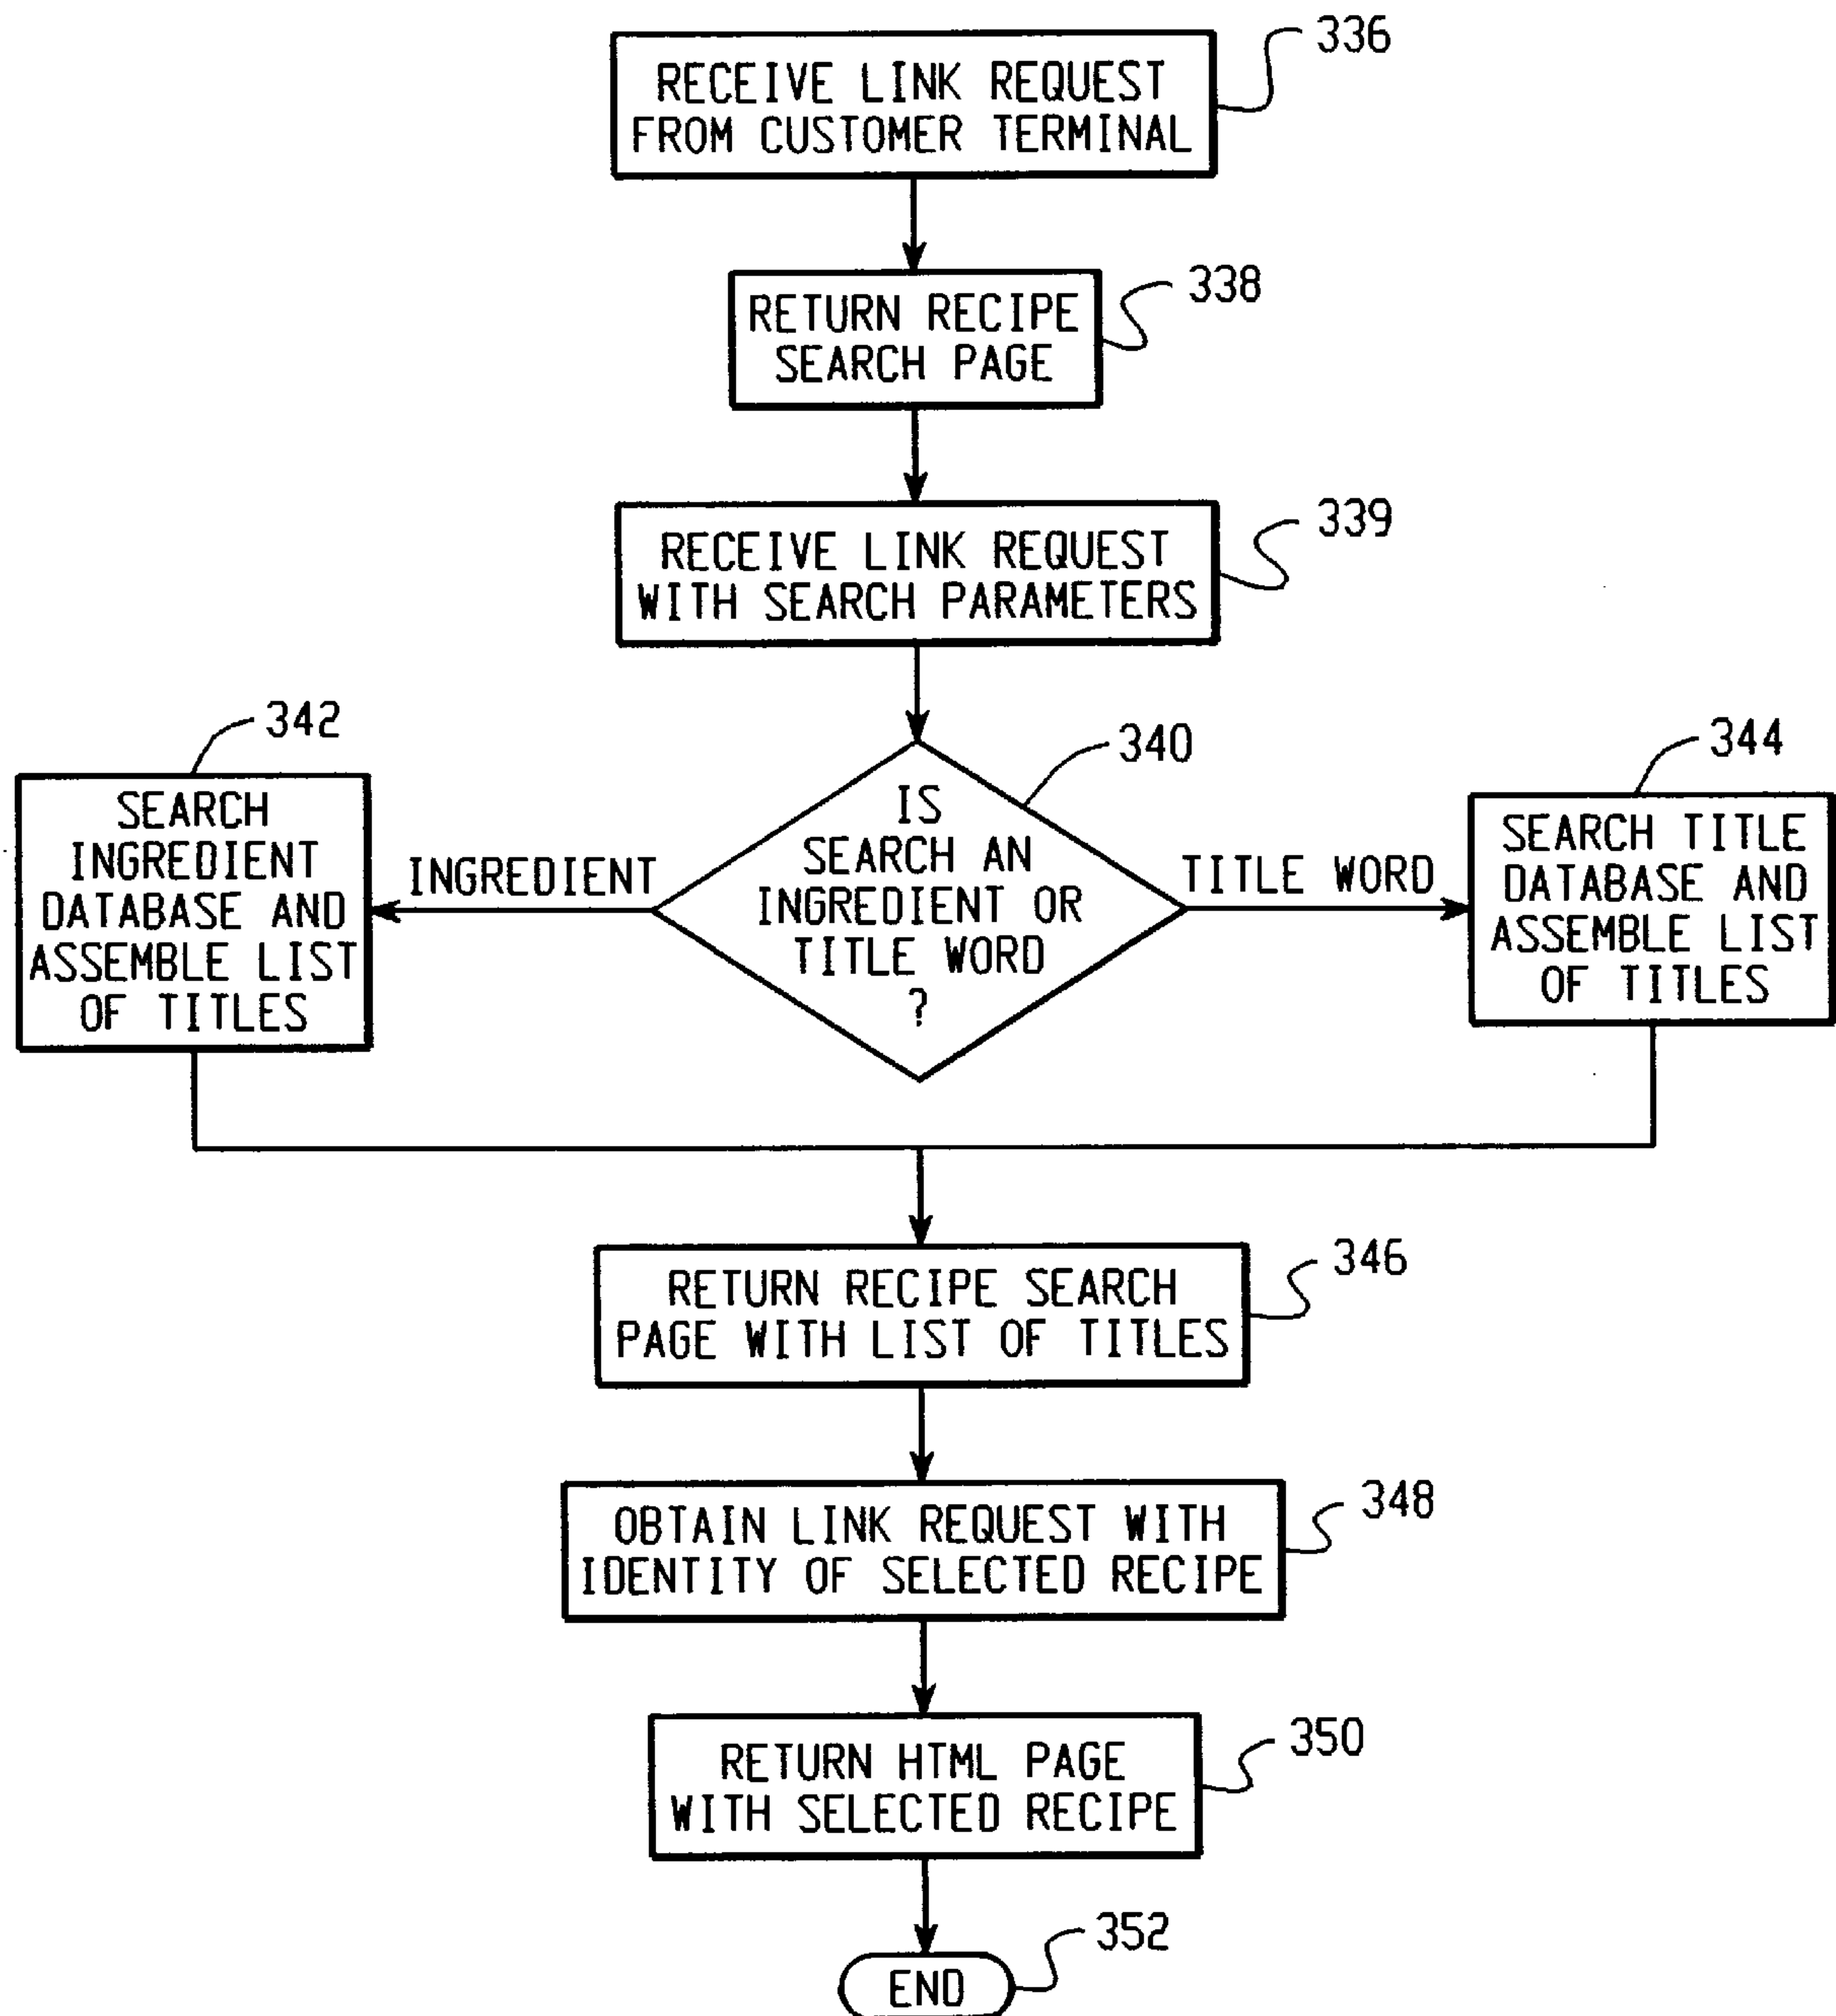 336
RECEIVE LINK REQUEST
FROM CUSTOMER TERMINAL
338
RETURN RECIPE
SEARCH PAGE
339
RECEIVE LINK REQUEST
WITH SEARCH PARAMETERS
342
340
344
SEARCH
INGREDIENT
DATABASE AND
ASSEMBLE LIST
OF TITLES
INGREDIENT
IS
SEARCH AN
INGREDIENT OR
TITLE WORD
?
TITLE WORD
SEARCH TITLE
DATABASE AND
ASSEMBLE LIST
OF TITLES
346
RETURN RECIPE SEARCH
PAGE WITH LIST OF TITLES
348
OBTAIN LINK REQUEST WITH
IDENTITY OF SELECTED RECIPE
350
RETURN HTML PAGE
WITH SELECTED RECIPE
352
END